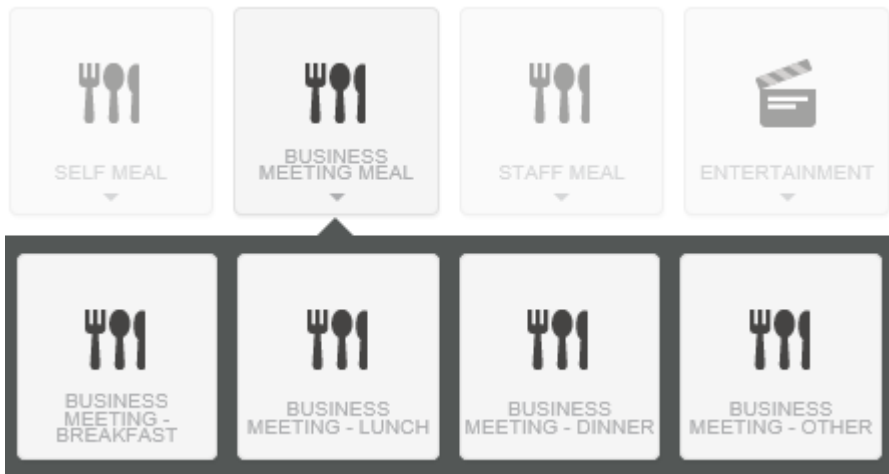 SELF MEAL
BUSINESS
MEETING MEAL
STAFF MEAL
ENTERTAINMENT
BUSINESS
MEETING -
BREAKFAST
BUSINESS
MEETING - LUNCH
BUSINESS
MEETING - DINNER
BUSINESS
MEETING - OTHER